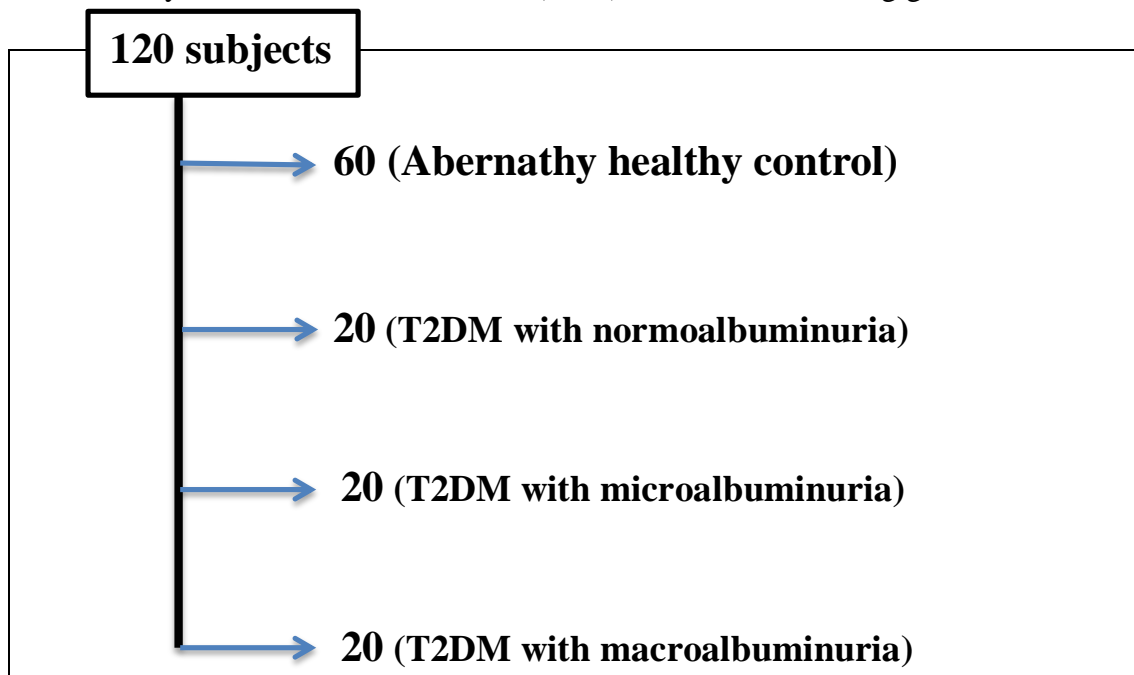 120 subjects
60 (Abernathy healthy control)
20 (T2DM with normoalbuminuria)
20 (T2DM with microalbuminuria)
20 (T2DM with macroalbuminuria)